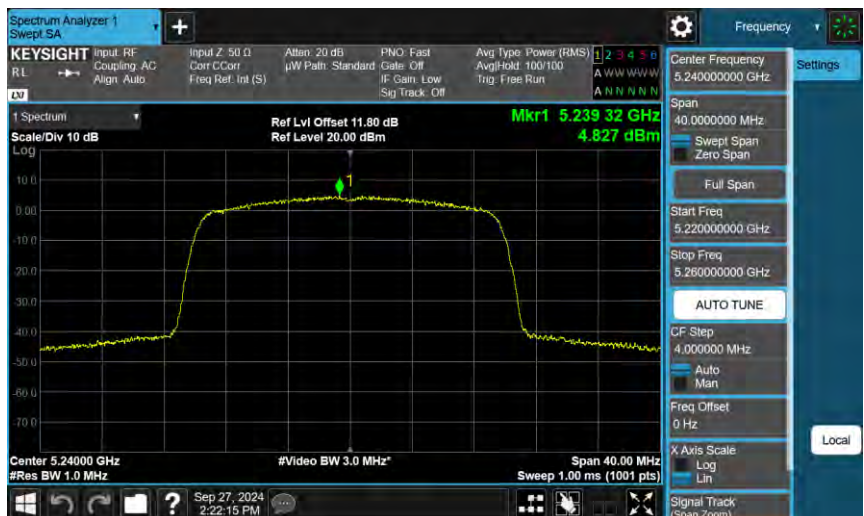 Spectrum Analyzer 1
Swept SA
+
Frequency
KEYSIGHT
RL
LXI
Input: RF
Coupling: AC
Align: Auto
Input Z: 50 Ω
Corr CCorr
Freq Ref: Int (S)
Atten: 20 dB
µW Path: Standard
PNO: Fast
Gate: Off
IF Gain: Low
Sig Track: Off
Avg Type: Power (RMS)
Avg|Hold: 100/100
Trig: Free Run
1 2 3 4 5 6
A W W W W W
A N N N N N
1 Spectrum
Scale/Div 10 dB
Log
Ref Lvl Offset 11.80 dB
Ref Level 20.00 dBm
Mkr1 5.239 32 GHz
4.827 dBm
1
10.0
0.00
-10.0
-20.0
-30.0
-40.0
-50.0
-60.0
-70.0
Center 5.24000 GHz
#Res BW 1.0 MHz
#Video BW 3.0 MHz*
Span 40.00 MHz
Sweep 1.00 ms (1001 pts)
?
Sep 27, 2024
2:22:15 PM
Center Frequency
5.240000000 GHz
Span
40.0000000 MHz
Swept Span
Zero Span
Full Span
Start Freq
5.220000000 GHz
Stop Freq
5.260000000 GHz
AUTO TUNE
CF Step
4.000000 MHz
Auto
Man
Freq Offset
0 Hz
X Axis Scale
Log
Lin
Signal Track
(Span Zoom)
Settings
Local